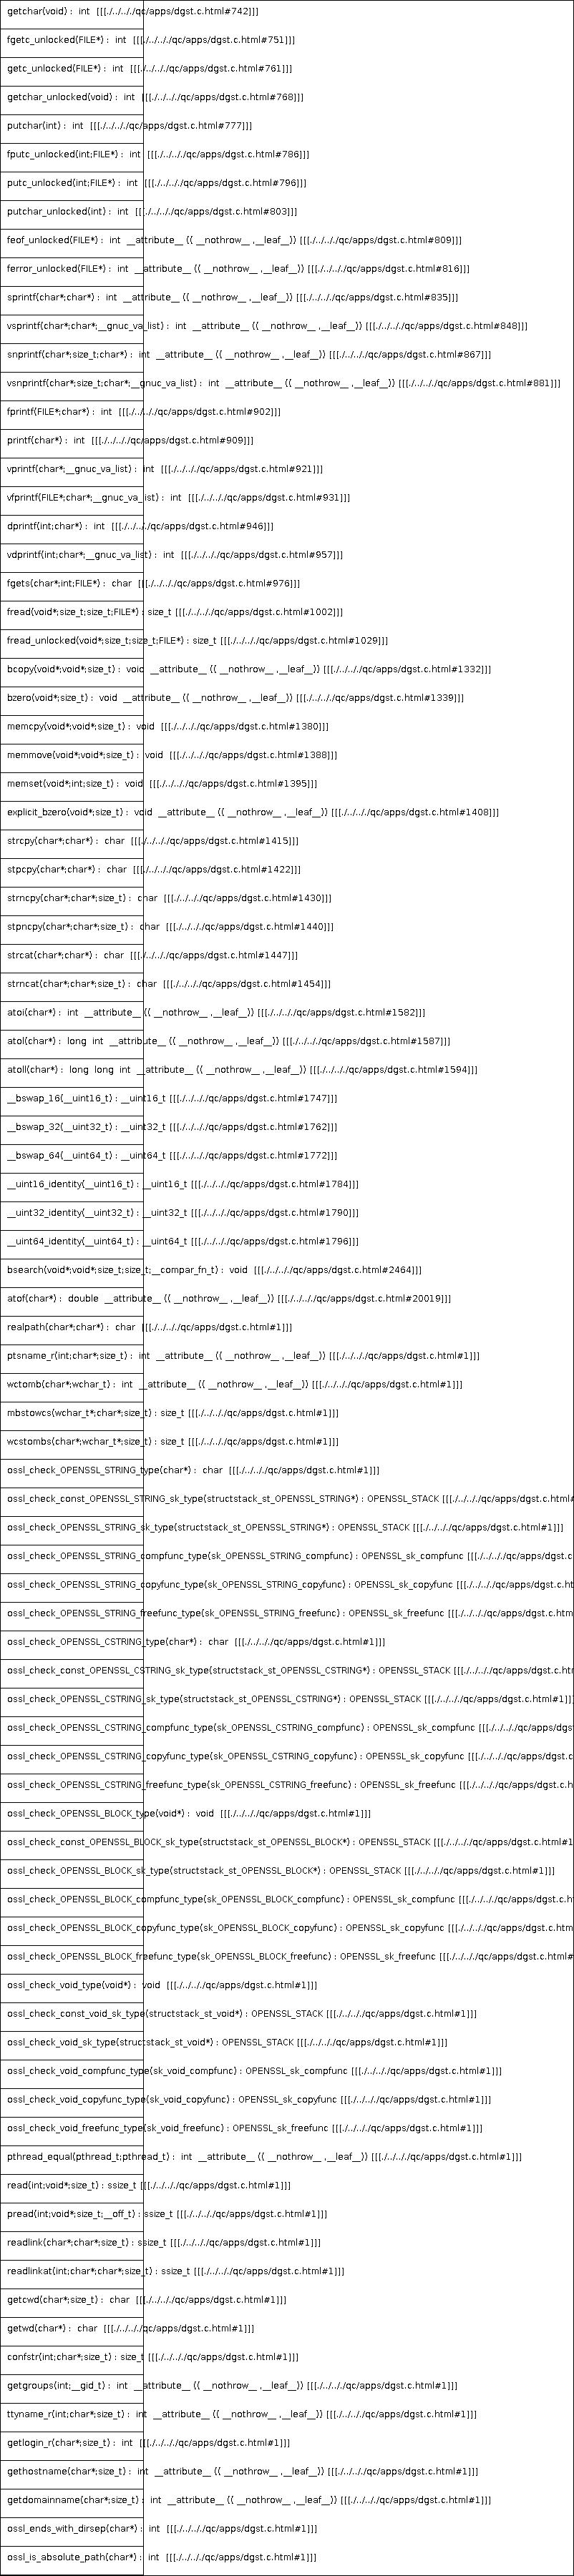 getchar(void) : int [[[./../../qc/apps/dgst.c.html#742]]]
fgetc_unlocked(FILE*) : int [[[./../../qc/apps/dgst.c.html#751]]]
getc_unlocked(FILE*) : int [[[./../../qc/apps/dgst.c.html#761]]]
getchar_unlocked(void) : int [[[./../../qc/apps/dgst.c.html#768]]]
putchar(int) : int [[[./../../qc/apps/dgst.c.html#777]]]
fputc_unlocked(int;FILE*) : int [[[./../../qc/apps/dgst.c.html#786]]]
putc_unlocked(int;FILE*) : int [[[./../../qc/apps/dgst.c.html#796]]]
putchar_unlocked(int) : int [[[./../../qc/apps/dgst.c.html#803]]]
feof_unlocked(FILE*) : int __attribute__ (( __nothrow__ ,__leaf__)) [[[./../../qc/apps/dgst.c.html#809]]]
ferror_unlocked(FILE*) : int __attribute__ (( __nothrow__ ,__leaf__)) [[[./../../qc/apps/dgst.c.html#816]]]
sprintf(char*;char*) : int __attribute__ (( __nothrow__ ,__leaf__)) [[[./../../qc/apps/dgst.c.html#835]]]
vsprintf(char*;char*;__gnuc_va_list) : int __attribute__ (( __nothrow__ ,__leaf__)) [[[./../../qc/apps/dgst.c.html#848]]]
snprintf(char*;size_t;char*) : int __attribute__ (( __nothrow__ ,__leaf__)) [[[./../../qc/apps/dgst.c.html#867]]]
vsnprintf(char*;size_t;char*;__gnuc_va_list) : int __attribute__ (( __nothrow__ ,__leaf__)) [[[./../../qc/apps/dgst.c.html#881]]]
fprintf(FILE*;char*) : int [[[./../../qc/apps/dgst.c.html#902]]]
printf(char*) : int [[[./../../qc/apps/dgst.c.html#909]]]
vprintf(char*;__gnuc_va_list) : int [[[./../../qc/apps/dgst.c.html#921]]]
vfprintf(FILE*;char*;__gnuc_va_list) : int [[[./../../qc/apps/dgst.c.html#931]]]
dprintf(int;char*) : int [[[./../../qc/apps/dgst.c.html#946]]]
vdprintf(int;char*;__gnuc_va_list) : int [[[./../../qc/apps/dgst.c.html#957]]]
fgets(char*;int;FILE*) : char [[[./../../qc/apps/dgst.c.html#976]]]
fread(void*;size_t;size_t;FILE*) : size_t [[[./../../qc/apps/dgst.c.html#1002]]]
fread_unlocked(void*;size_t;size_t;FILE*) : size_t [[[./../../qc/apps/dgst.c.html#1029]]]
bcopy(void*;void*;size_t) : void __attribute__ (( __nothrow__ ,__leaf__)) [[[./../../qc/apps/dgst.c.html#1332]]]
bzero(void*;size_t) : void __attribute__ (( __nothrow__ ,__leaf__)) [[[./../../qc/apps/dgst.c.html#1339]]]
memcpy(void*;void*;size_t) : void [[[./../../qc/apps/dgst.c.html#1380]]]
memmove(void*;void*;size_t) : void [[[./../../qc/apps/dgst.c.html#1388]]]
memset(void*;int;size_t) : void [[[./../../qc/apps/dgst.c.html#1395]]]
explicit_bzero(void*;size_t) : void __attribute__ (( __nothrow__ ,__leaf__)) [[[./../../qc/apps/dgst.c.html#1408]]]
strcpy(char*;char*) : char [[[./../../qc/apps/dgst.c.html#1415]]]
stpcpy(char*;char*) : char [[[./../../qc/apps/dgst.c.html#1422]]]
strncpy(char*;char*;size_t) : char [[[./../../qc/apps/dgst.c.html#1430]]]
stpncpy(char*;char*;size_t) : char [[[./../../qc/apps/dgst.c.html#1440]]]
strcat(char*;char*) : char [[[./../../qc/apps/dgst.c.html#1447]]]
strncat(char*;char*;size_t) : char [[[./../../qc/apps/dgst.c.html#1454]]]
atoi(char*) : int __attribute__ (( __nothrow__ ,__leaf__)) [[[./../../qc/apps/dgst.c.html#1582]]]
atol(char*) : long int __attribute__ (( __nothrow__ ,__leaf__)) [[[./../../qc/apps/dgst.c.html#1587]]]
atoll(char*) : long long int __attribute__ (( __nothrow__ ,__leaf__)) [[[./../../qc/apps/dgst.c.html#1594]]]
__bswap_16(__uint16_t) : __uint16_t [[[./../../qc/apps/dgst.c.html#1747]]]
__bswap_32(__uint32_t) : __uint32_t [[[./../../qc/apps/dgst.c.html#1762]]]
__bswap_64(__uint64_t) : __uint64_t [[[./../../qc/apps/dgst.c.html#1772]]]
__uint16_identity(__uint16_t) : __uint16_t [[[./../../qc/apps/dgst.c.html#1784]]]
__uint32_identity(__uint32_t) : __uint32_t [[[./../../qc/apps/dgst.c.html#1790]]]
__uint64_identity(__uint64_t) : __uint64_t [[[./../../qc/apps/dgst.c.html#1796]]]
bsearch(void*;void*;size_t;size_t;__compar_fn_t) : void [[[./../../qc/apps/dgst.c.html#2464]]]
atof(char*) : double __attribute__ (( __nothrow__ ,__leaf__)) [[[./../../qc/apps/dgst.c.html#20019]]]
realpath(char*;char*) : char [[[./../../qc/apps/dgst.c.html#1]]]
ptsname_r(int;char*;size_t) : int __attribute__ (( __nothrow__ ,__leaf__)) [[[./../../qc/apps/dgst.c.html#1]]]
wctomb(char*;wchar_t) : int __attribute__ (( __nothrow__ ,__leaf__)) [[[./../../qc/apps/dgst.c.html#1]]]
mbstowcs(wchar_t*;char*;size_t) : size_t [[[./../../qc/apps/dgst.c.html#1]]]
wcstombs(char*;wchar_t*;size_t) : size_t [[[./../../qc/apps/dgst.c.html#1]]]
ossl_check_OPENSSL_STRING_type(char*) : char [[[./../../qc/apps/dgst.c.html#1]]]
ossl_check_const_OPENSSL_STRING_sk_type(structstack_st_OPENSSL_STRING*) : OPENSSL_STACK [[[./../../qc/apps/dgst.c.html#
ossl_check_OPENSSL_STRING_sk_type(structstack_st_OPENSSL_STRING*) : OPENSSL_STACK [[[./../../qc/apps/dgst.c.html#1]]]
ossl_check_OPENSSL_STRING_compfunc_type(sk_OPENSSL_STRING_compfunc) : OPENSSL_sk_compfunc [[[./../../qc/apps/dgst.c
ossl_check_OPENSSL_STRING_copyfunc_type(sk_OPENSSL_STRING_copyfunc) : OPENSSL_sk_copyfunc [[[./../../qc/apps/dgst.c.ht
ossl_check_OPENSSL_STRING_freefunc_type(sk_OPENSSL_STRING_freefunc) : OPENSSL_sk_freefunc [[[./../../qc/apps/dgst.c.htm
ossl_check_OPENSSL_CSTRING_type(char*) : char [[[./../../qc/apps/dgst.c.html#1]]]
ossl_check_const_OPENSSL_CSTRING_sk_type(structstack_st_OPENSSL_CSTRING*) : OPENSSL_STACK [[[./../../qc/apps/dgst.c.htm
ossl_check_OPENSSL_CSTRING_sk_type(structstack_st_OPENSSL_CSTRING*) : OPENSSL_STACK [[[./../../qc/apps/dgst.c.html#1]]]
ossl_check_OPENSSL_CSTRING_compfunc_type(sk_OPENSSL_CSTRING_compfunc) : OPENSSL_sk_compfunc [[[./../../qc/apps/dgs
ossl_check_OPENSSL_CSTRING_copyfunc_type(sk_OPENSSL_CSTRING_copyfunc) : OPENSSL_sk_copyfunc [[[./../../qc/apps/dgst.c
ossl_check_OPENSSL_CSTRING_freefunc_type(sk_OPENSSL_CSTRING_freefunc) : OPENSSL_sk_freefunc [[[./../../qc/apps/dgst.c.h
ossl_check_OPENSSL_BLOCK_type(void*) : void [[[./../../qc/apps/dgst.c.html#1]]]
ossl_check_const_OPENSSL_BLOCK_sk_type(structstack_st_OPENSSL_BLOCK*) : OPENSSL_STACK [[[./../../qc/apps/dgst.c.html#1
ossl_check_OPENSSL_BLOCK_sk_type(structstack_st_OPENSSL_BLOCK*) : OPENSSL_STACK [[[./../../qc/apps/dgst.c.html#1]]]
ossl_check_OPENSSL_BLOCK_compfunc_type(sk_OPENSSL_BLOCK_compfunc) : OPENSSL_sk_compfunc [[[./../../qc/apps/dgst.c.h
ossl_check_OPENSSL_BLOCK_copyfunc_type(sk_OPENSSL_BLOCK_copyfunc) : OPENSSL_sk_copyfunc [[[./../../qc/apps/dgst.c.htm
ossl_check_OPENSSL_BLOCK_freefunc_type(sk_OPENSSL_BLOCK_freefunc) : OPENSSL_sk_freefunc [[[./../../qc/apps/dgst.c.html#
ossl_check_void_type(void*) : void [[[./../../qc/apps/dgst.c.html#1]]]
ossl_check_const_void_sk_type(structstack_st_void*) : OPENSSL_STACK [[[./../../qc/apps/dgst.c.html#1]]]
ossl_check_void_sk_type(structstack_st_void*) : OPENSSL_STACK [[[./../../qc/apps/dgst.c.html#1]]]
ossl_check_void_compfunc_type(sk_void_compfunc) : OPENSSL_sk_compfunc [[[./../../qc/apps/dgst.c.html#1]]]
ossl_check_void_copyfunc_type(sk_void_copyfunc) : OPENSSL_sk_copyfunc [[[./../../qc/apps/dgst.c.html#1]]]
ossl_check_void_freefunc_type(sk_void_freefunc) : OPENSSL_sk_freefunc [[[./../../qc/apps/dgst.c.html#1]]]
pthread_equal(pthread_t;pthread_t) : int __attribute__ (( __nothrow__ ,__leaf__)) [[[./../../qc/apps/dgst.c.html#1]]]
read(int;void*;size_t) : ssize_t [[[./../../qc/apps/dgst.c.html#1]]]
pread(int;void*;size_t;__off_t) : ssize_t [[[./../../qc/apps/dgst.c.html#1]]]
readlink(char*;char*;size_t) : ssize_t [[[./../../qc/apps/dgst.c.html#1]]]
readlinkat(int;char*;char*;size_t) : ssize_t [[[./../../qc/apps/dgst.c.html#1]]]
getcwd(char*;size_t) : char [[[./../../qc/apps/dgst.c.html#1]]]
getwd(char*) : char [[[./../../qc/apps/dgst.c.html#1]]]
confstr(int;char*;size_t) : size_t [[[./../../qc/apps/dgst.c.html#1]]]
getgroups(int;__gid_t) : int __attribute__ (( __nothrow__ ,__leaf__)) [[[./../../qc/apps/dgst.c.html#1]]]
ttyname_r(int;char*;size_t) : int __attribute__ (( __nothrow__ ,__leaf__)) [[[./../../qc/apps/dgst.c.html#1]]]
getlogin_r(char*;size_t) : int [[[./../../qc/apps/dgst.c.html#1]]]
gethostname(char*;size_t) : int __attribute__ (( __nothrow__ ,__leaf__)) [[[./../../qc/apps/dgst.c.html#1]]]
getdomainname(char*;size_t) : int __attribute__ (( __nothrow__ ,__leaf__)) [[[./../../qc/apps/dgst.c.html#1]]]
ossl_ends_with_dirsep(char*) : int [[[./../../qc/apps/dgst.c.html#1]]]
ossl_is_absolute_path(char*) : int [[[./../../qc/apps/dgst.c.html#1]]]